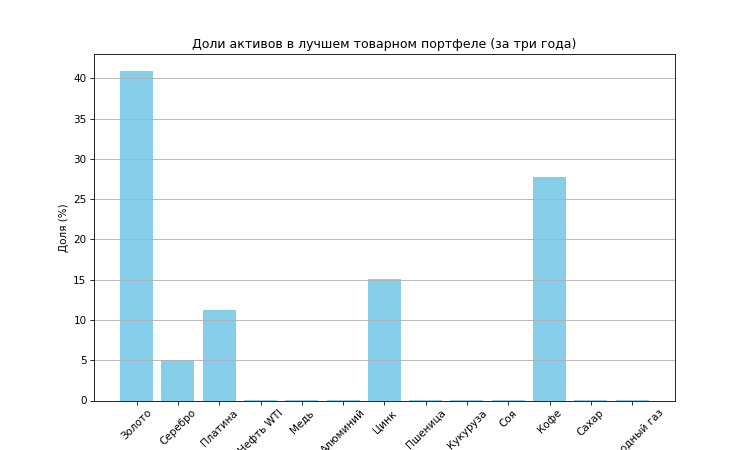 Доли активов в лучшем товарном портфеле (за три года)
Доля (%)
40
35
30
25
20
15
10
5
0
Золото
Серебро
Платина
Нефть WTI
Медь
Алюминий
Цинк
Пшеница
Кукуруза
Соя
Кофе
Сахар
газ